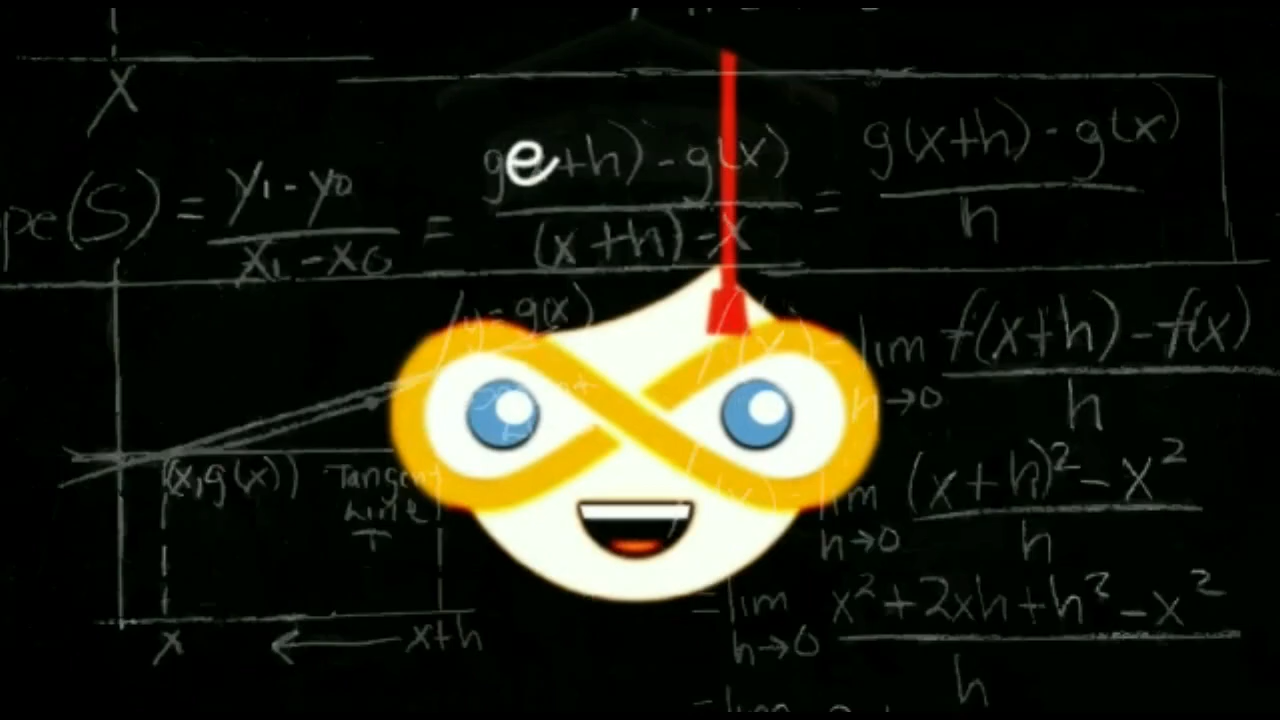 x
pe(S) = y₁ - y₀ / x₁ - x₀ = g +h) - g(x) / (x+h) - x = g(x+h) - g(x) / h
e
y = g(x)
lim h→0 f(x+h) - f(x) / h
(x, g(x))
Tangent
Line
T
lim h→0 (x+h)² - x² / h
= lim h→0 x² + 2xh + h² - x² / h
x ← x+h
= lim